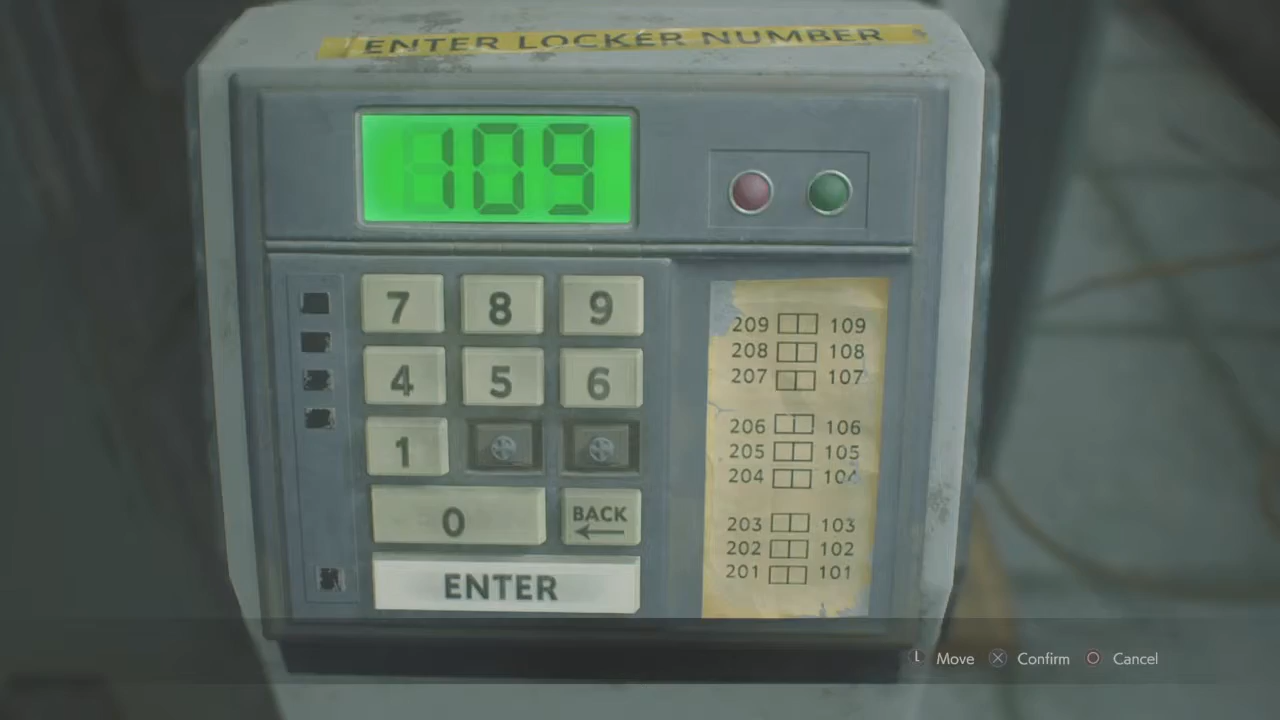 ENTER LOCKER NUMBER
109
7 8 9
4 5 6
1
0 BACK
ENTER
209 109
208 108
207 107
206 106
205 105
204 104
203 103
202 102
201 101
L Move Confirm Cancel